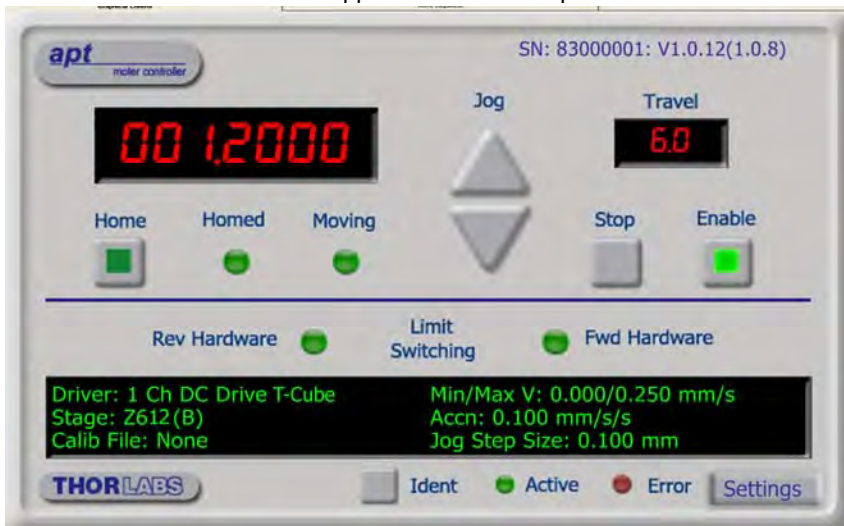 apt
SN: 83000001: V1.0.12(1.0.8)
moter controller
Jog
Travel
001.2000
6.0
Home
Homed
Moving
Stop
Enable
Rev Hardware
Limit
Switching
Fwd Hardware
Driver: 1 Ch DC Drive T-Cube
Min/Max V: 0.000/0.250 mm/s
Stage: Z612(B)
Accn: 0.100 mm/s/s
Calib File: None
Jog Step Size: 0.100 mm
THORLABS
Ident
Active
Error
Settings